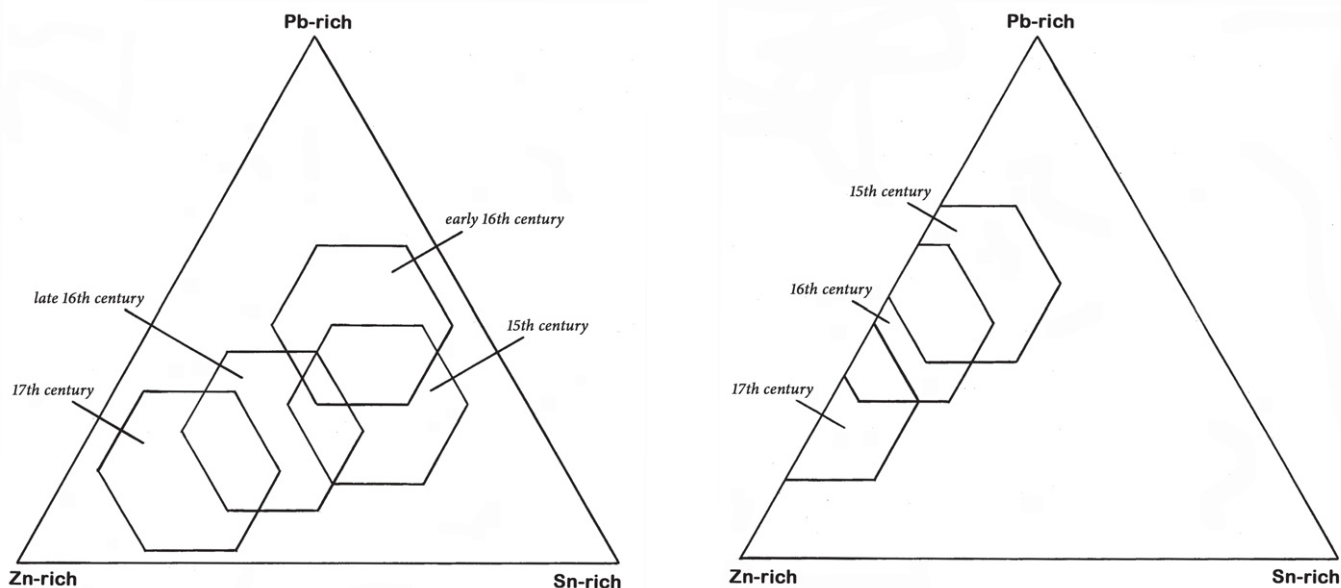 Pb-rich
early 16th century
late 16th century
15th century
17th century
Zn-rich
Sn-rich
Pb-rich
15th century
16th century
17th century
Zn-rich
Sn-rich